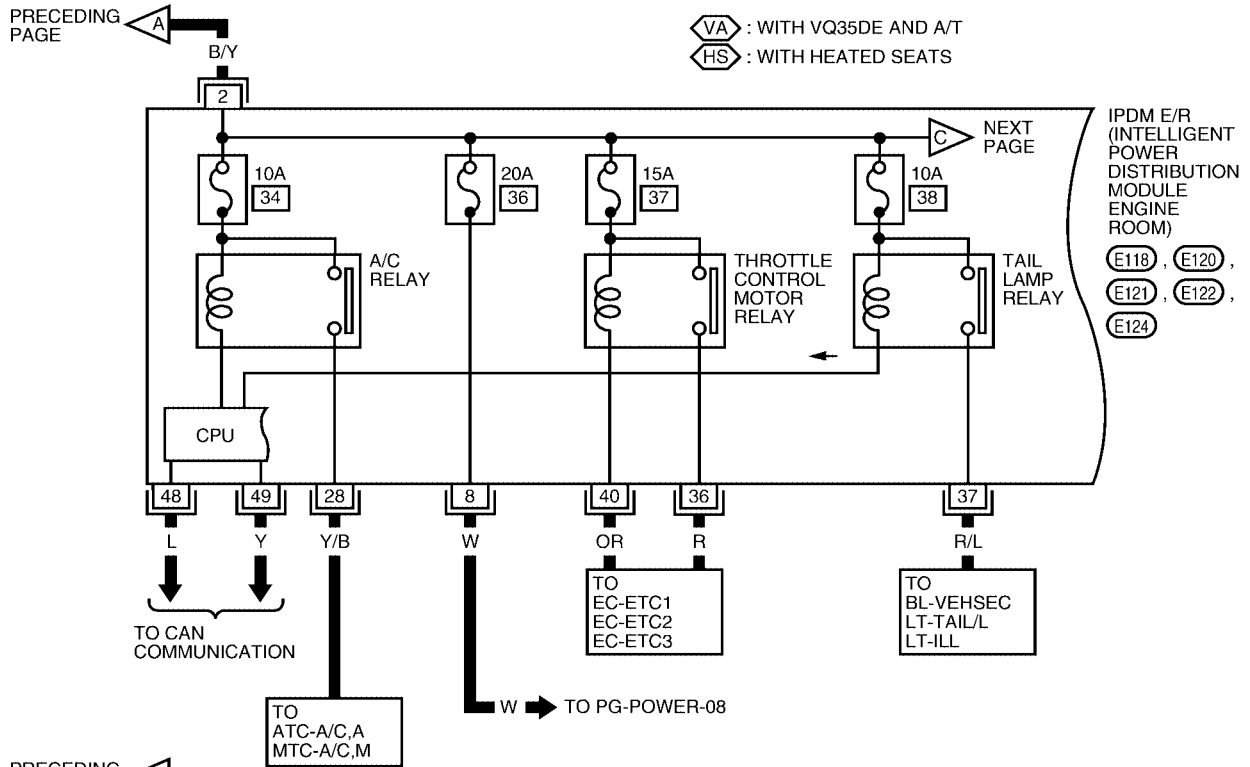 PRECEDING
PAGE
A
B/Y
VA : WITH VQ35DE AND A/T
HS : WITH HEATED SEATS
2
C
NEXT
PAGE
IPDM E/R
(INTELLIGENT
POWER
DISTRIBUTION
MODULE
ENGINE
ROOM)
E118 , E120 ,
E121 , E122 ,
E124
10A
34
20A
36
15A
37
10A
38
A/C
RELAY
THROTTLE
CONTROL
MOTOR
RELAY
TAIL
LAMP
RELAY
CPU
48 49 28 8 40 36 37
L Y Y/B W OR R R/L
TO CAN
COMMUNICATION
TO
EC-ETC1
EC-ETC2
EC-ETC3
TO
BL-VEHSEC
LT-TAIL/L
LT-ILL
W TO PG-POWER-08
TO
ATC-A/C,A
MTC-A/C,M
PRECEDING